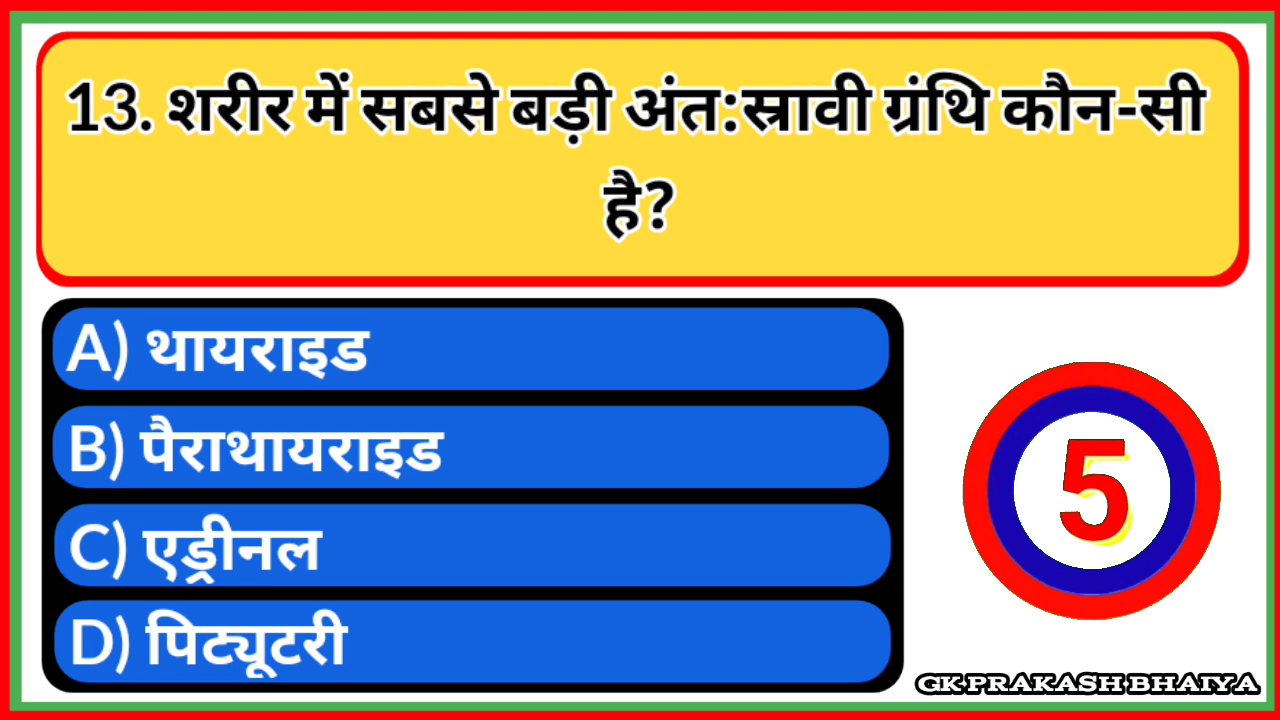 13. शरीर में सबसे बड़ी अंत:स्रावी ग्रंथि कौन-सी
है?
A) थायराइड
B) पैराथायराइड
C) एड्रीनल
D) पिट्यूटरी
5
GK PRAKASH BHAIYA